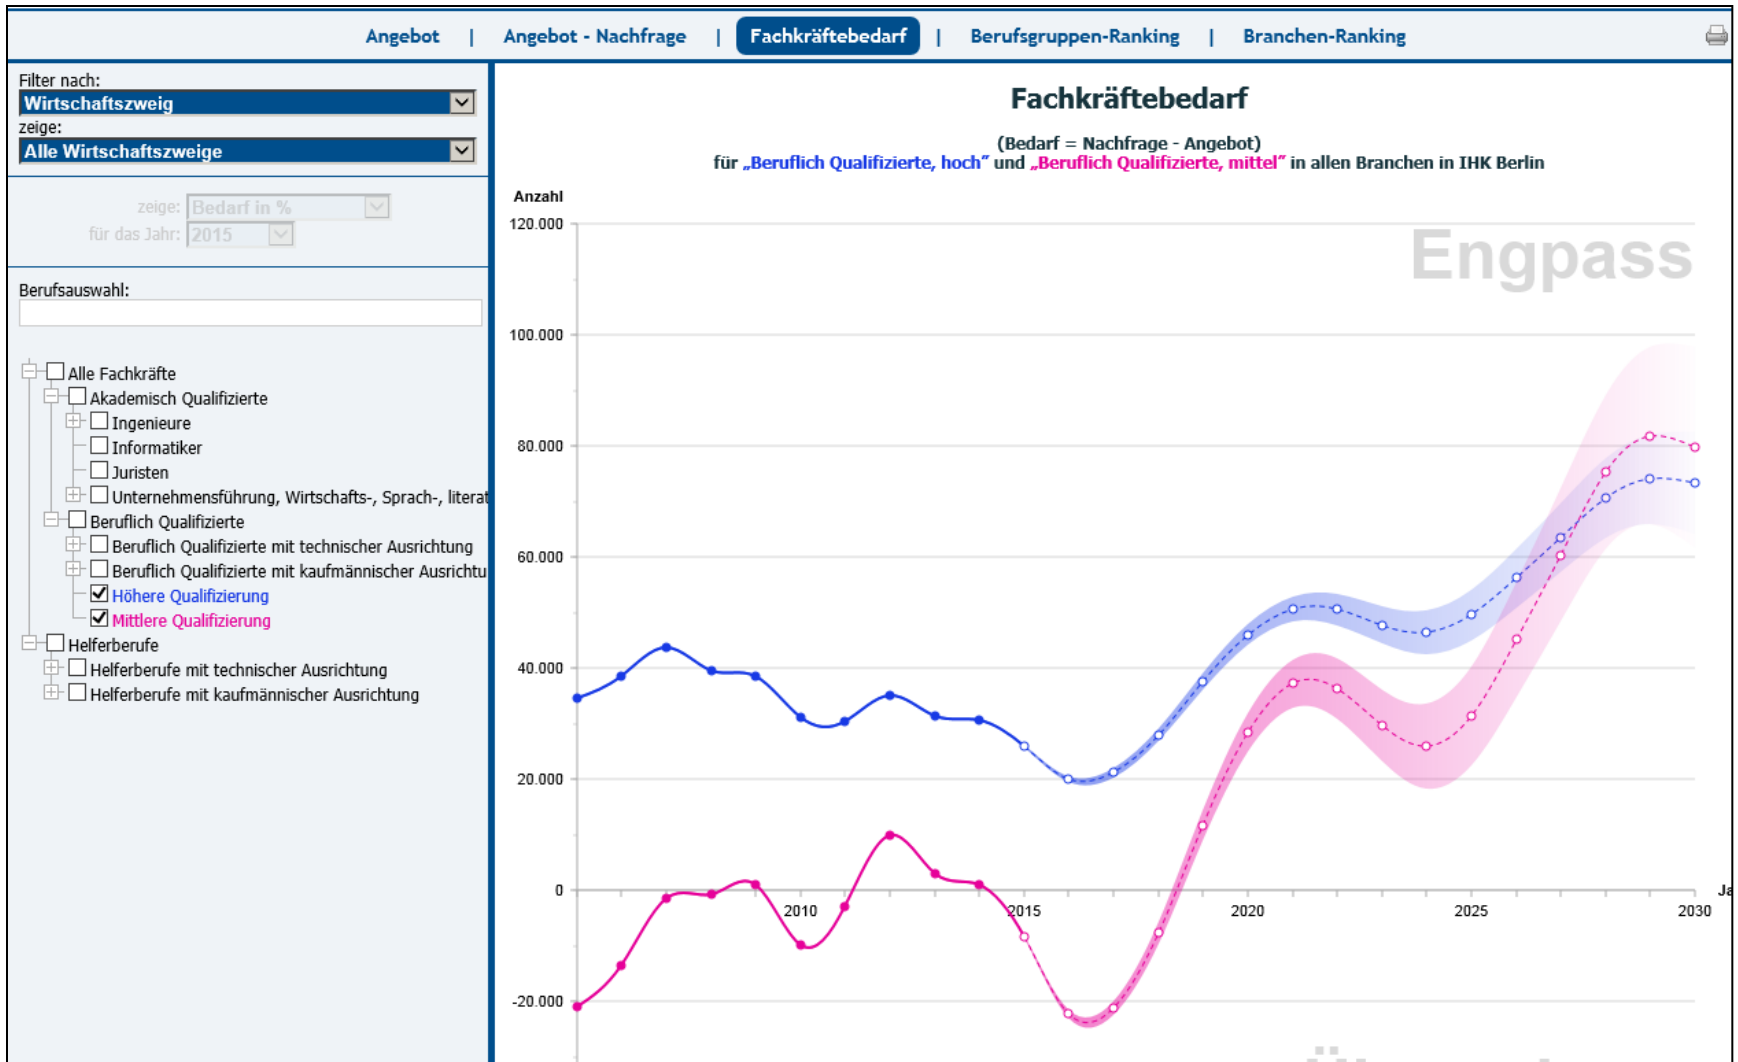 Angebot | Angebot - Nachfrage | Fachkräftebedarf | Berufsgruppen-Ranking | Branchen-Ranking
Filter nach:
Wirtschaftszweig
zeige:
Alle Wirtschaftszweige
zeige: Bedarf in %
für das Jahr: 2015
Berufsauswahl:
Alle Fachkräfte
Akademisch Qualifizierte
Ingenieure
Informatiker
Juristen
Unternehmensführung, Wirtschafts-, Sprach-, literat
Beruflich Qualifizierte
Beruflich Qualifizierte mit technischer Ausrichtung
Beruflich Qualifizierte mit kaufmännischer Ausrichtu
Höhere Qualifizierung
Mittlere Qualifizierung
Helferberufe
Helferberufe mit technischer Ausrichtung
Helferberufe mit kaufmännischer Ausrichtung
Fachkräftebedarf
(Bedarf = Nachfrage - Angebot)
für „Beruflich Qualifizierte, hoch“ und „Beruflich Qualifizierte, mittel“ in allen Branchen in IHK Berlin
Anzahl
120.000
Engpass
100.000
80.000
60.000
40.000
20.000
0
Ja
2010 2015 2020 2025 2030
-20.000